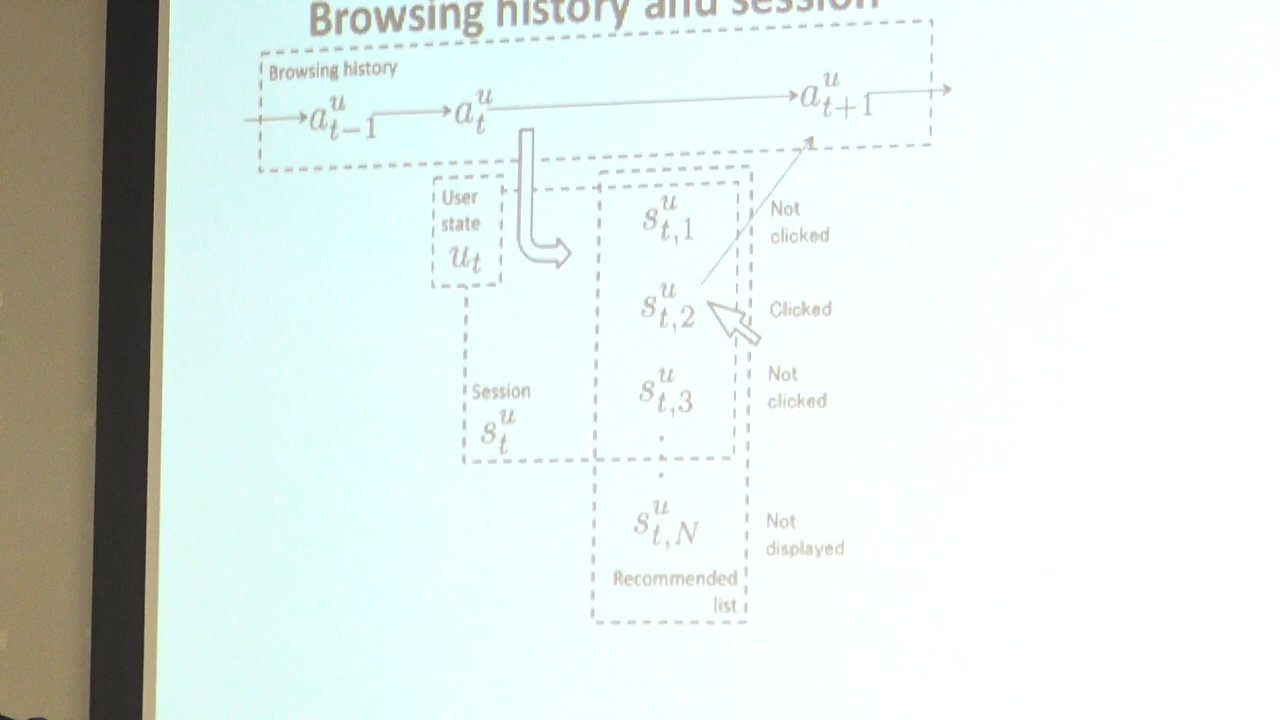 Browsing history and session
Browsing history
a^u_{t-1} a^u_t a^u_{t+1}
User
state
u_t
s^u_{t,1}
Not
clicked
s^u_{t,2}
Clicked
Session
s^u_t
s^u_{t,3}
Not
clicked
s^u_{t,N}
Not
displayed
Recommended
list